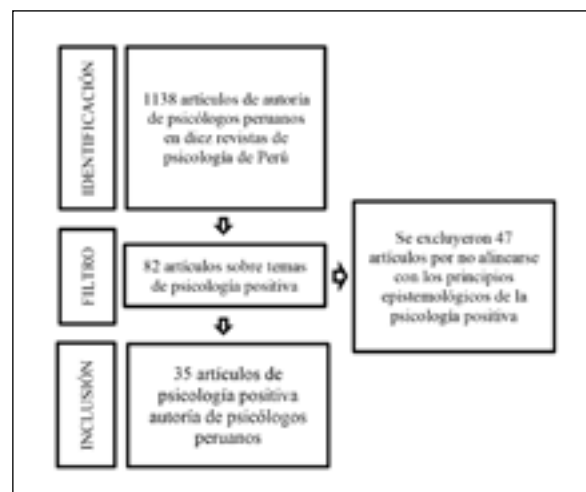 IDENTIFICACIÓN
1138 artículos de autoría
de psicólogos peruanos
en diez revistas de
psicología de Perú
FILTRO
82 artículos sobre temas
de psicología positiva
Se excluyeron 47
artículos por no alinearse
con los principios
epistemológicos de la
psicología positiva
INCLUSIÓN
35 artículos de
psicología positiva
autoría de psicólogos
peruanos